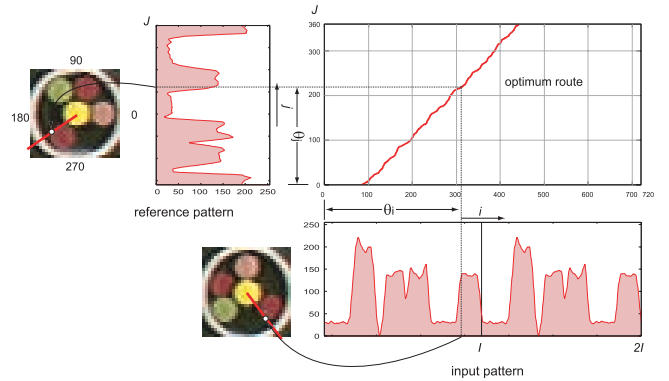 J
90
180
0
270
0 50 100 150 200 250
reference pattern
j
θj
J
360
300
200
100
0
optimum route
0 100 200 300 400 500 600 700 720
θi
i
250
200
150
100
50
0
I
2I
input pattern